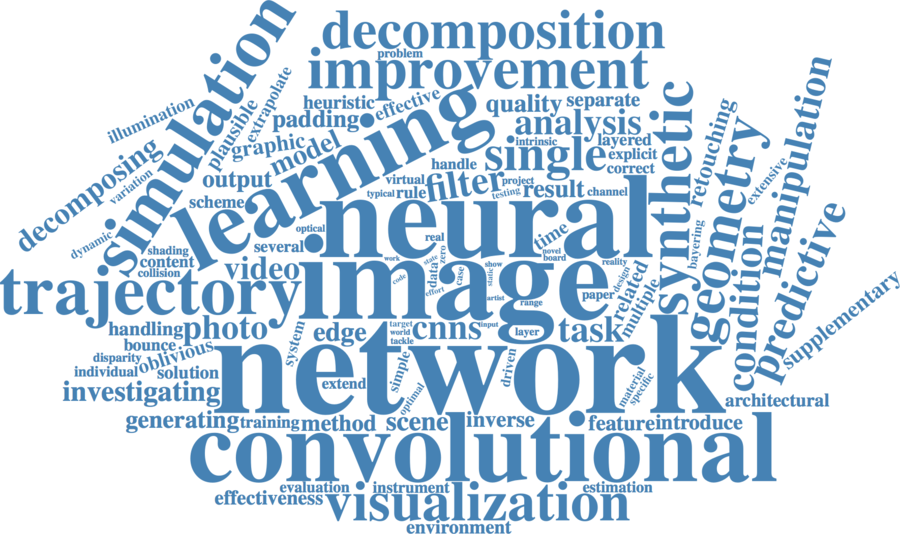 decomposition
problem
improvement
simulation
illumination
plausible
extrapolate
heuristic
effective
padding
quality
separate
graphic
model
analysis
intrinsic
layered
explicit
correct
decomposing
variation
dynamic
learning
single
synthetic
retouching
geometry
extensive
manipulation
output
scheme
virtual
handle
typical
rule
filter
project
testing
result
channel
optical
neural
several
real
time
novel
board
bayering
predictive
shading
content
collision
video
image
work
code
effort
data
state
zero
case
static
show
artist
range
reality
design
paper
related
multiple
condition
trajectory
supplementary
handling
photo
bounce
disparity
oblivious
individual
solution
system
edge
target
world
tackle
cnns
input
layer
task
investigating
network
extend
simple
optimal
driven
material
specific
architectural
generating
training
method
scene
inverse
feature
introduce
convolutional
evaluation
instrument
estimation
effectiveness
visualization
environment